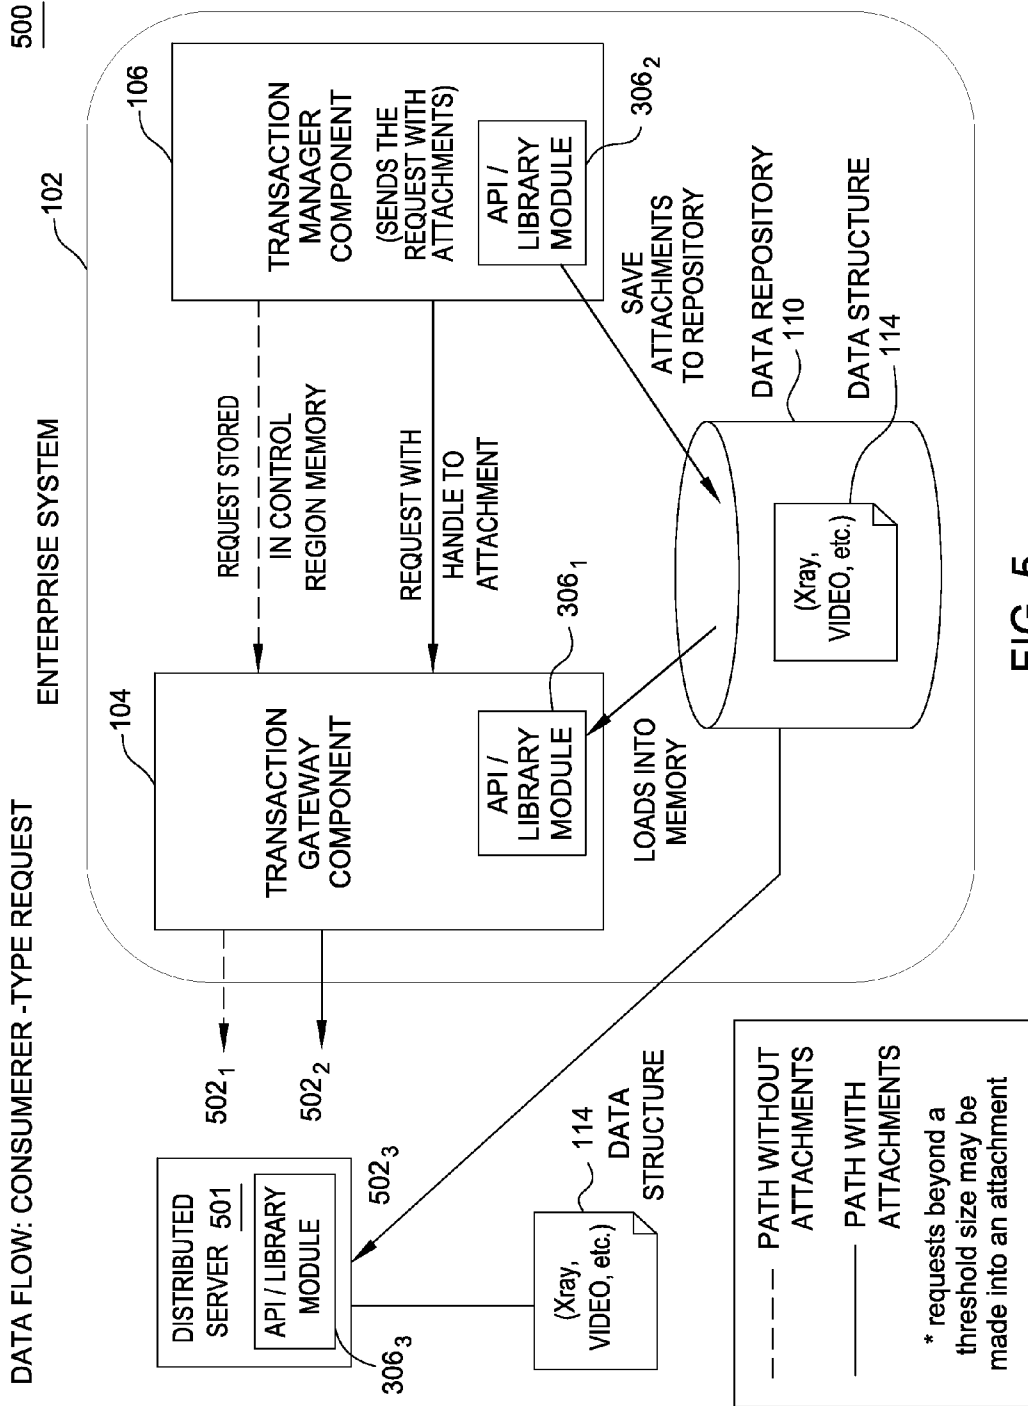 DATA FLOW: CONSUMERER -TYPE REQUEST
500
ENTERPRISE SYSTEM
102
DISTRIBUTED
SERVER 501
API / LIBRARY
MODULE
306₃
502₁
502₂
502₃
104
TRANSACTION
GATEWAY
COMPONENT
API /
LIBRARY
MODULE
306₁
REQUEST STORED
IN CONTROL
REGION MEMORY
REQUEST WITH
HANDLE TO
ATTACHMENT
106
TRANSACTION
MANAGER
COMPONENT
(SENDS THE
REQUEST WITH
ATTACHMENTS)
API /
LIBRARY
MODULE
306₂
SAVE
ATTACHMENTS
TO REPOSITORY
LOADS INTO
MEMORY
DATA REPOSITORY
110
DATA STRUCTURE
114
(Xray,
VIDEO, etc.)
(Xray,
VIDEO, etc.)
114
DATA
STRUCTURE
PATH WITHOUT
ATTACHMENTS
PATH WITH
ATTACHMENTS
* requests beyond a
threshold size may be
made into an attachment
FIG. 5